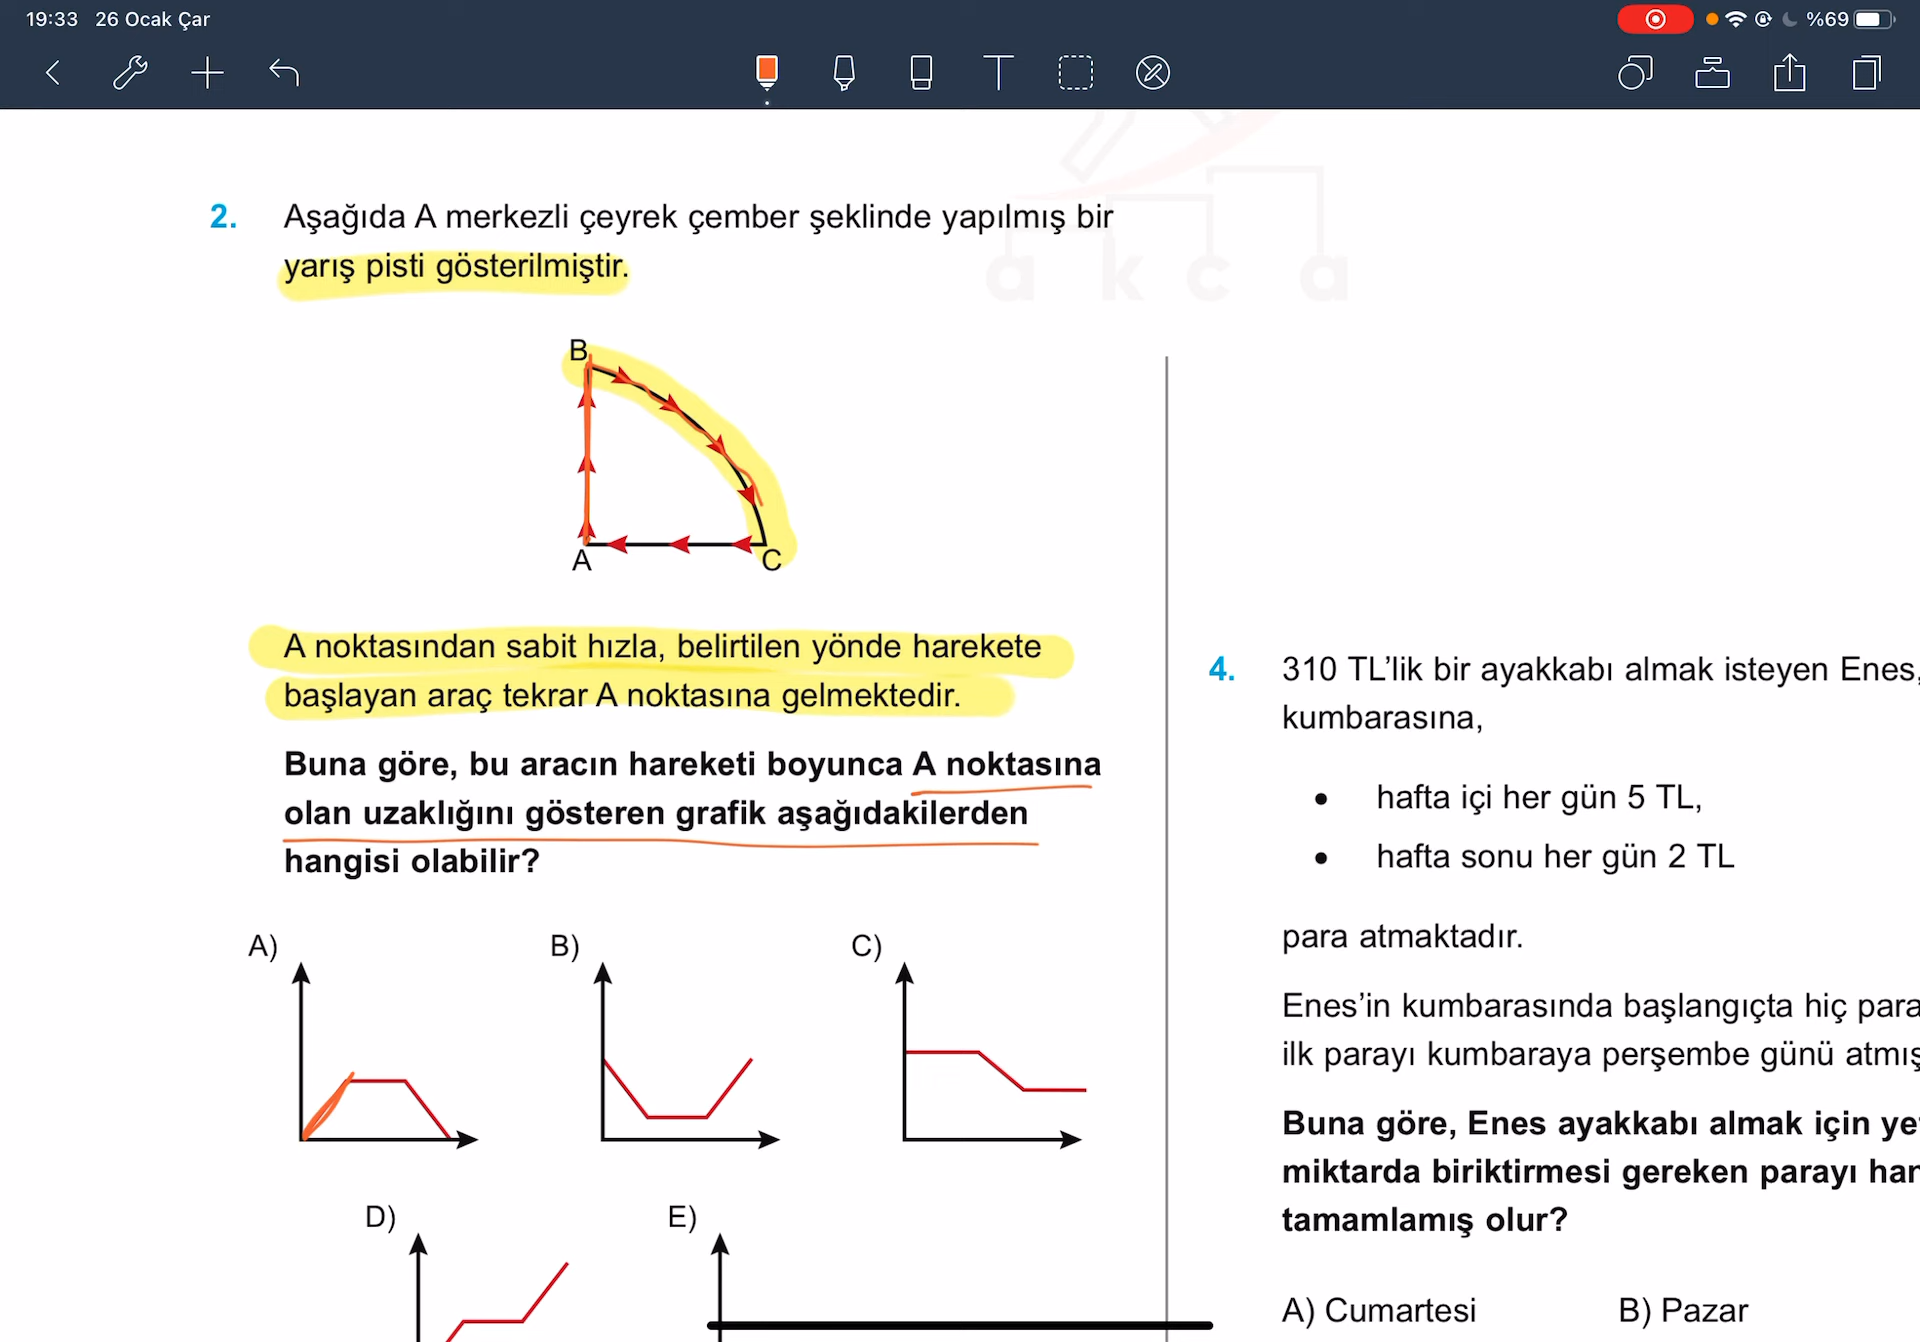 19:33 26 Ocak Çar
%69
a k c a
2. Aşağıda A merkezli çeyrek çember şeklinde yapılmış bir
yarış pisti gösterilmiştir.
B
A
C
A noktasından sabit hızla, belirtilen yönde harekete
başlayan araç tekrar A noktasına gelmektedir.
Buna göre, bu aracın hareketi boyunca A noktasına
olan uzaklığını gösteren grafik aşağıdakilerden
hangisi olabilir?
A)
B)
C)
D)
E)
4. 310 TL’lik bir ayakkabı almak isteyen Enes,
kumbarasına,
• hafta içi her gün 5 TL,
• hafta sonu her gün 2 TL
para atmaktadır.
Enes’in kumbarasında başlangıçta hiç para
ilk parayı kumbaraya perşembe günü
Buna göre, Enes ayakkabı almak için
miktarda biriktirmesi gereken parayı
tamamlamış olur?
A) Cumartesi
B) Pazar